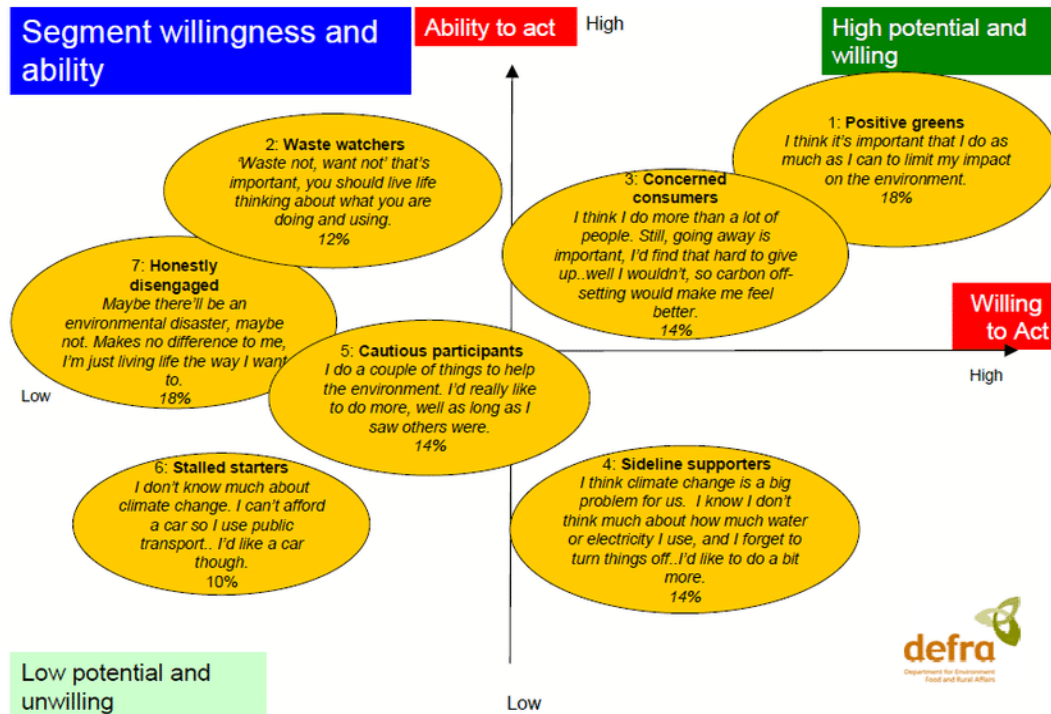 Segment willingness and
ability
Ability to act
High
High potential and
willing
1: Positive greens
I think it's important that I do as
much as I can to limit my impact
on the environment.
18%
2: Waste watchers
'Waste not, want not' that's
important, you should live life
thinking about what you are
doing and using.
12%
3: Concerned
consumers
I think I do more than a lot of
people. Still, going away is
important, I'd find that hard to give
up..well I wouldn't, so carbon off-
setting would make me feel
better.
14%
7: Honestly
disengaged
Maybe there'll be an
environmental disaster, maybe
not. Makes no difference to me,
I'm just living life the way I want
to.
18%
Willing
to Act
High
Low
5: Cautious participants
I do a couple of things to help
the environment. I'd really like
to do more, well as long as I
saw others were.
14%
6: Stalled starters
I don't know much about
climate change. I can't afford
a car so I use public
transport.. I'd like a car
though.
10%
4: Sideline supporters
I think climate change is a big
problem for us.  I know I don't
think much about how much water
or electricity I use, and I forget to
turn things off..I'd like to do a bit
more.
14%
defra
Department for Environment
Food and Rural Affairs
Low potential and
unwilling
Low